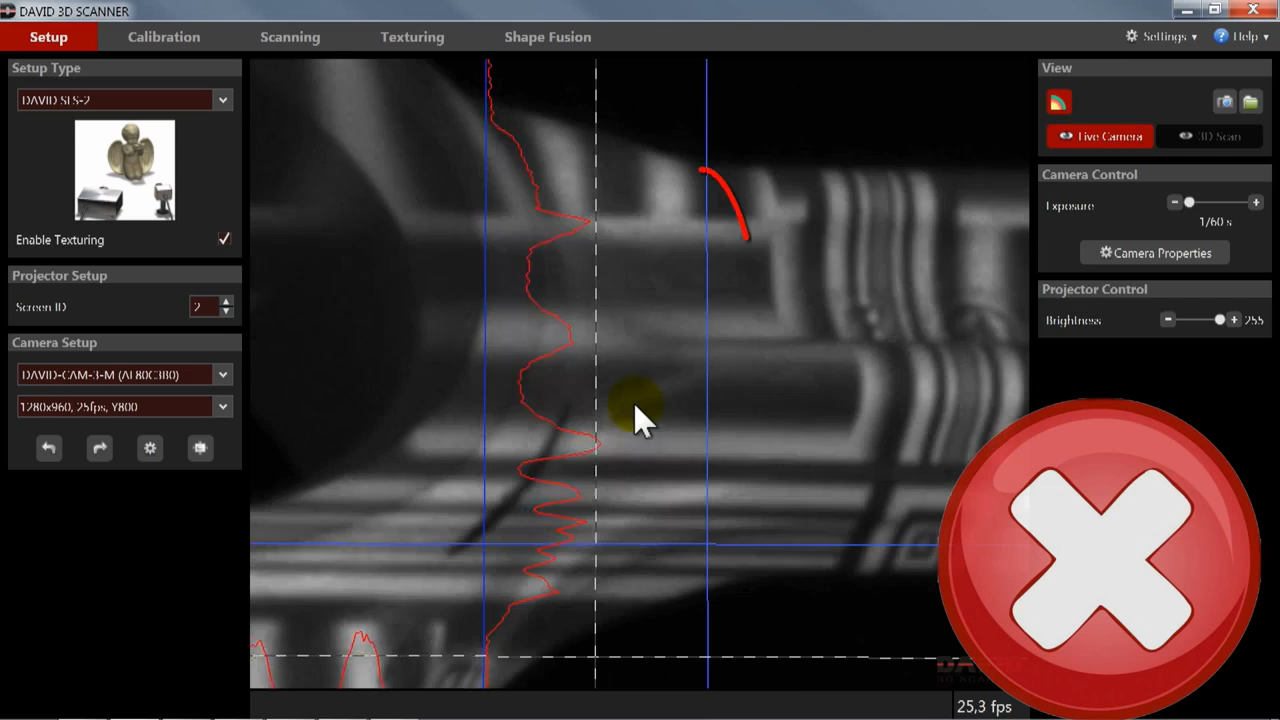 DAVID 3D SCANNER
Setup
Calibration
Scanning
Texturing
Shape Fusion
Settings
Help
Setup Type
DAVID SLS-2
Enable Texturing
Projector Setup
Screen ID
2
Camera Setup
DAVID-CAM-3-M (AF80C3B0)
1280x960, 25fps, Y800
View
Live Camera
3D Scan
Camera Control
Exposure
1/60 s
Camera Properties
Projector Control
Brightness
255
25,3 fps